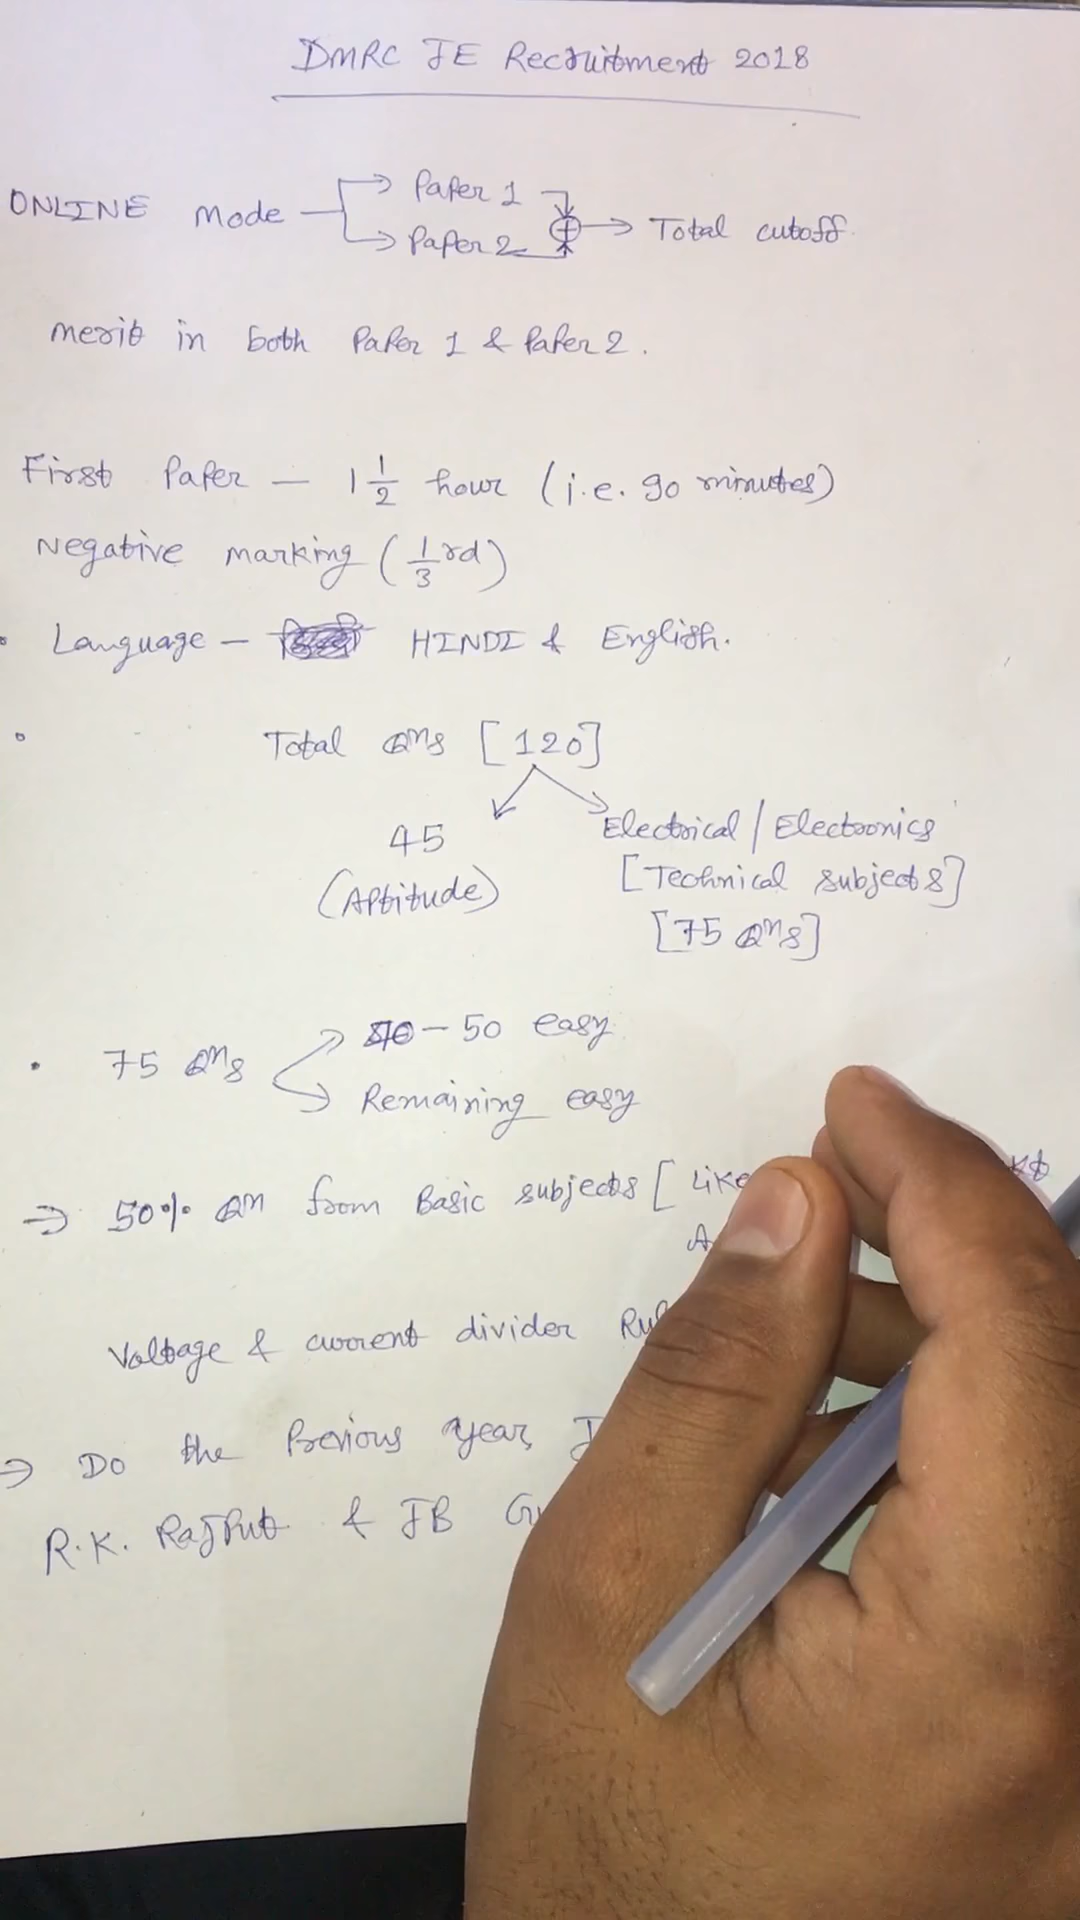 DMRC JE Recruitment 2018
ONLINE Mode
Paper 1
Paper 2
+
Total cutoff.
merit in both Paper 1 & Paper 2.
First Paper — 1 1/2 hour (i.e. 90 minutes)
Negative marking (1/3 rd)
Language — HINDI & English.
Total Qns [120]
45
(Aptitude)
Electrical / Electronics
[Technical subjects]
[75 Qns]
75 Qns
40 - 50 easy
Remaining easy
50% Qn from Basic subjects [Like
Voltage & current divider
Do the Previous year
R.K. Rajput & JB